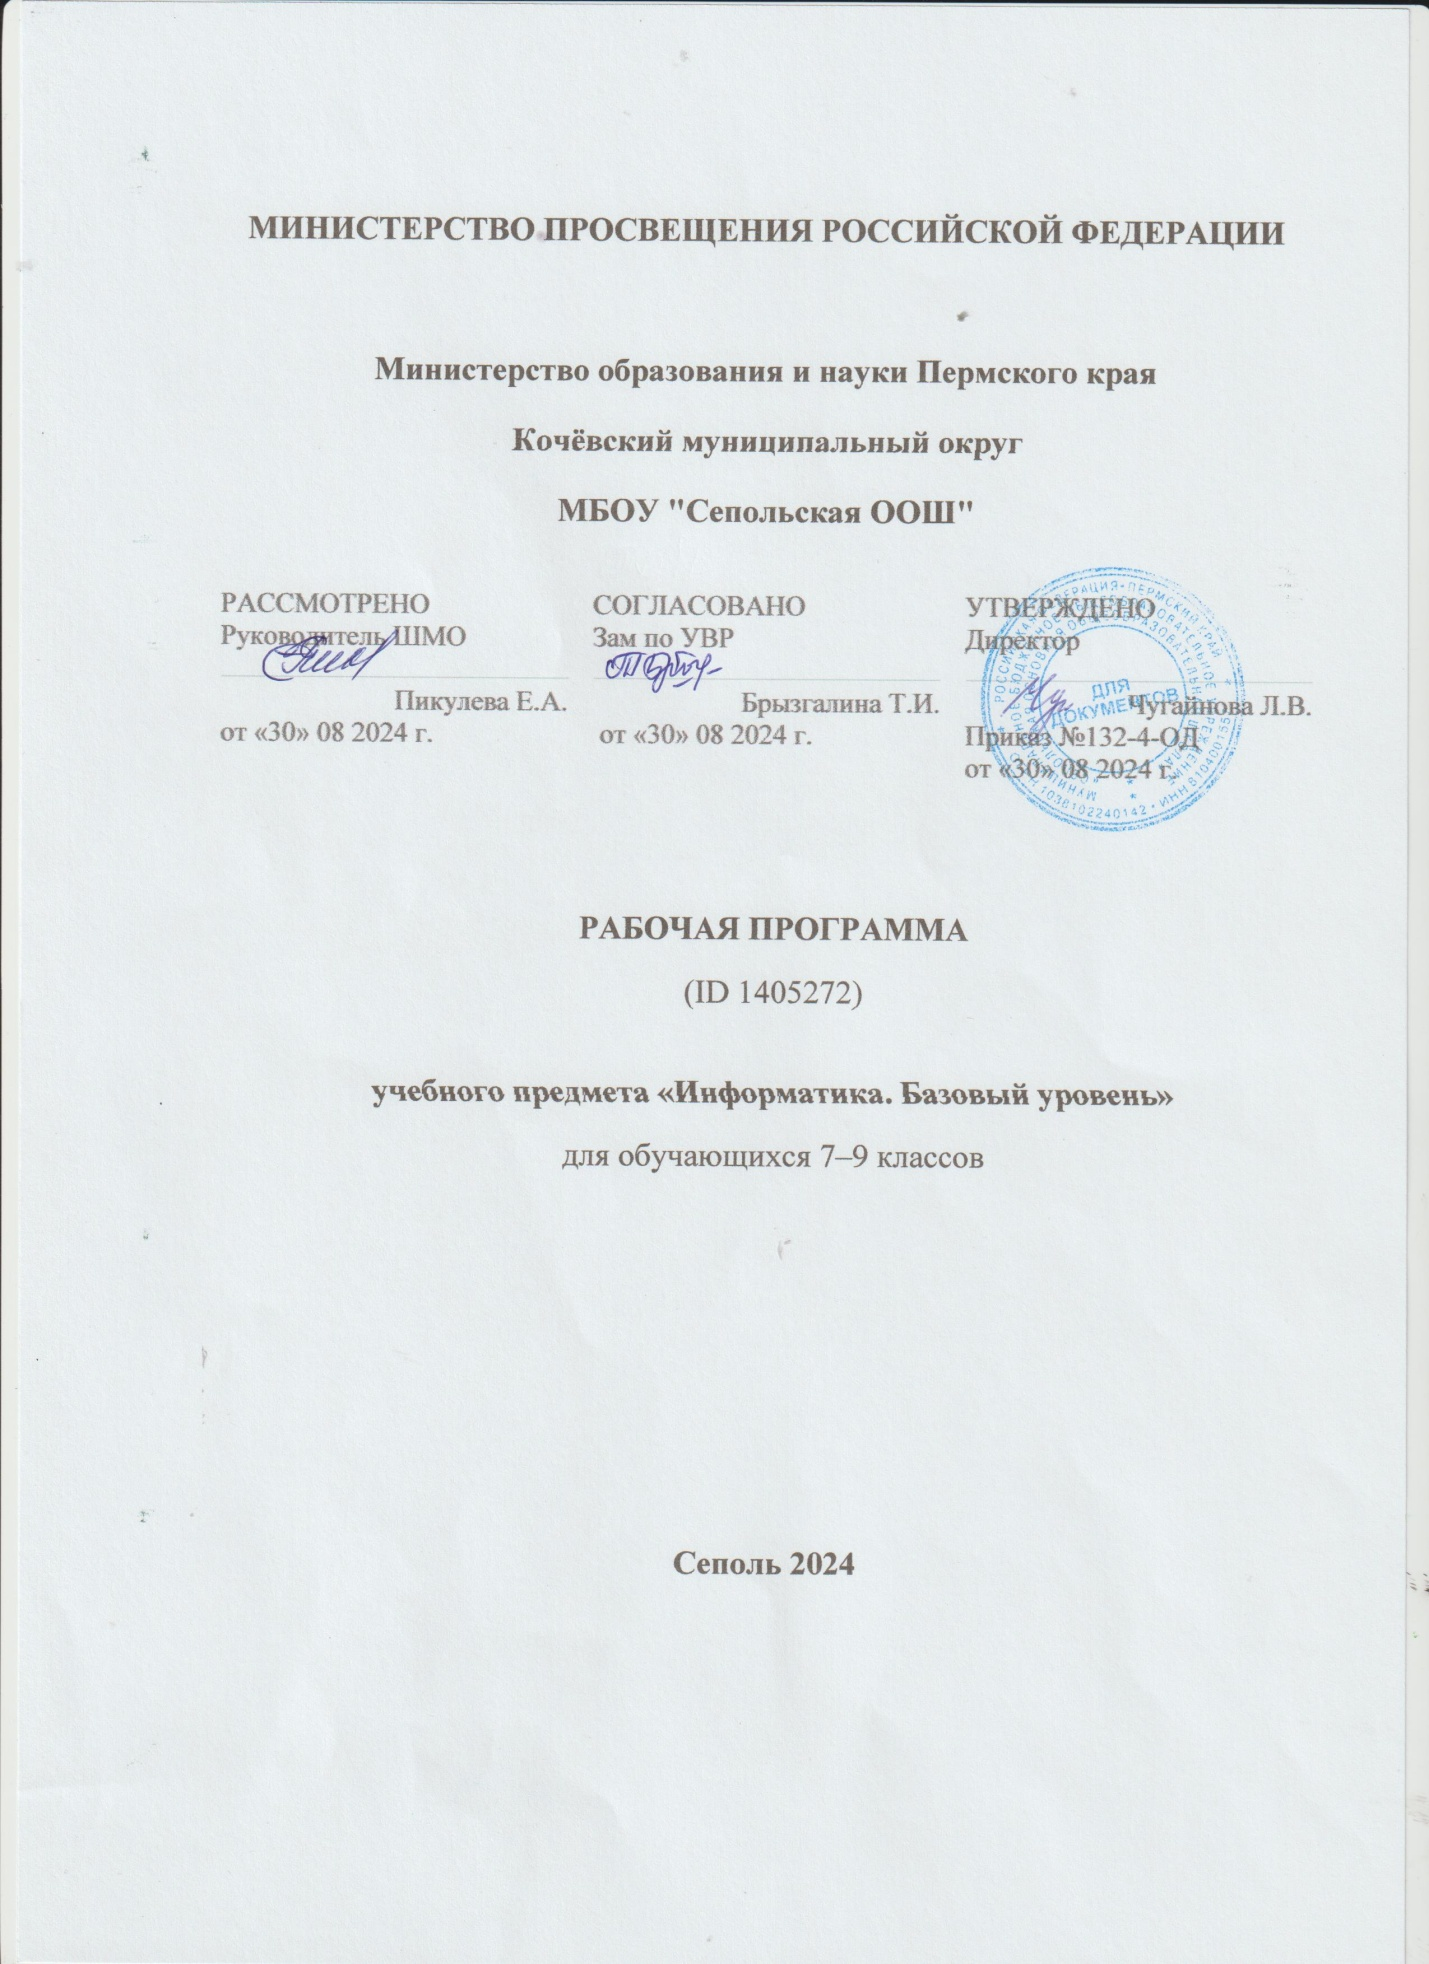 МИНИСТЕРСТВО ПРОСВЕЩЕНИЯ РОССИЙСКОЙ ФЕДЕРАЦИИ
Министерство образования и науки Пермского края
Кочёвский муниципальный округ
МБОУ "Сепольская ООШ"
РАССМОТРЕНО
Руководитель ШМО
Пикулева Е.А.
от «30» 08 2024 г.
СОГЛАСОВАНО
Зам по УВР
Брызгалина Т.И.
от «30» 08 2024 г.
УТВЕРЖДЕНО
Директор
Чугайнова Л.В.
Приказ №132-4-ОД
от «30» 08 2024 г.
ДЛЯ
ДОКУМЕНТОВ
РАБОЧАЯ ПРОГРАММА
(ID 1405272)
учебного предмета «Информатика. Базовый уровень»
для обучающихся 7–9 классов
Сеполь 2024